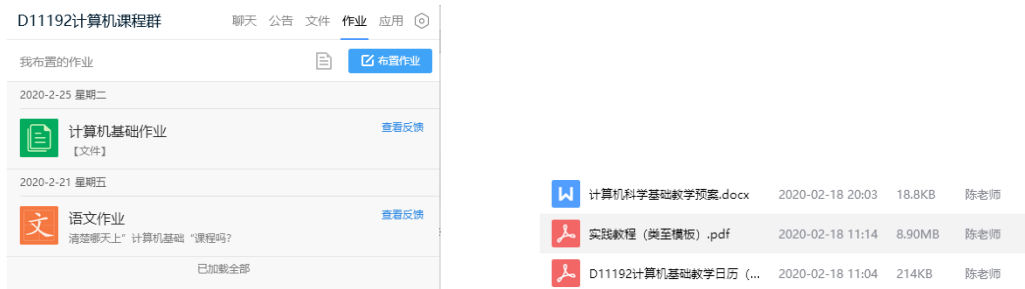 D11192计算机课程群
聊天 公告 文件 作业 应用
我布置的作业
布置作业
2020-2-25 星期二
计算机基础作业
查看反馈
【文件】
2020-2-21 星期五
语文作业
查看反馈
清楚哪天上”计算机基础“课程吗?
已加载全部
计算机科学基础教学预案.docx 2020-02-18 20:03 18.8KB 陈老师
实践教程（类至模板）.pdf 2020-02-18 11:14 8.90MB 陈老师
D11192计算机基础教学日历（... 2020-02-18 11:04 214KB 陈老师